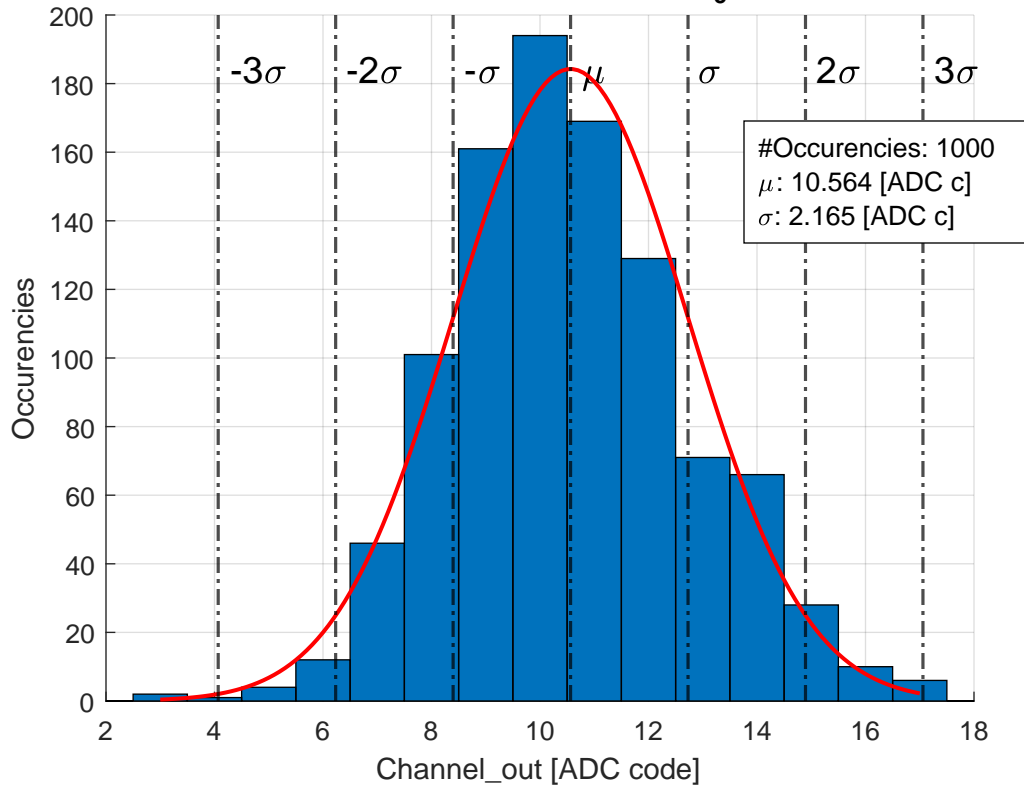 200
180
160
140
120
100
80
60
40
20
0
2 4 6 8 10 12 14 16 18
-3σ -2σ -σ μ σ 2σ 3σ
#Occurencies: 1000
μ: 10.564 [ADC c]
σ: 2.165 [ADC c]
Occurencies
Channel_out [ADC code]